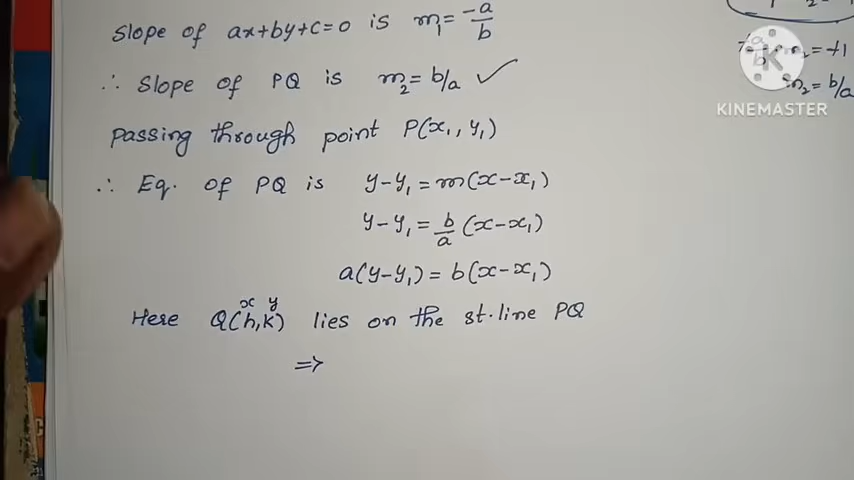 Slope of ax+by+c=0 is m₁=-a/b
∴ Slope of PQ is m₂=b/a ✓
m₂=b/a
passing through point P(x₁,y₁)
∴ Eq. of PQ is y-y₁=m(x-x₁)
y-y₁=b/a(x-x₁)
a(y-y₁)=b(x-x₁)
x y
Here Q(h,k) lies on the st.line PQ
⇒
KINEMASTER